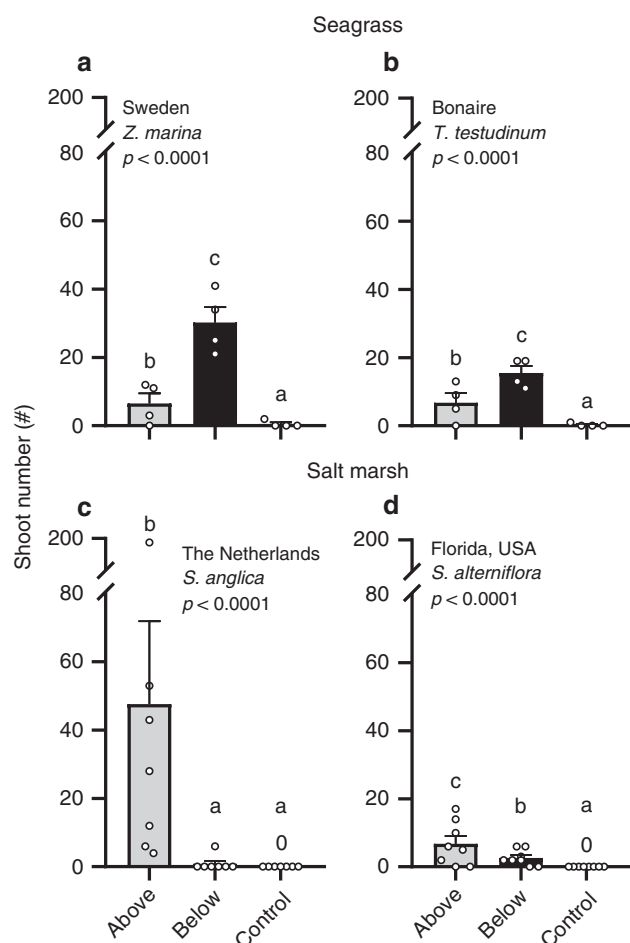 Seagrass
a
b
200
80
60
40
20
0
Sweden
Z. marina
p < 0.0001
b
c
a
200
80
60
40
20
0
Bonaire
T. testudinum
p < 0.0001
b
c
a
Shoot number (#)
Salt marsh
c
d
200
80
60
40
20
0
b
The Netherlands
S. anglica
p < 0.0001
a
a
0
Above
Below
Control
200
80
60
40
20
0
Florida, USA
S. alterniflora
p < 0.0001
c
b
a
0
Above
Below
Control